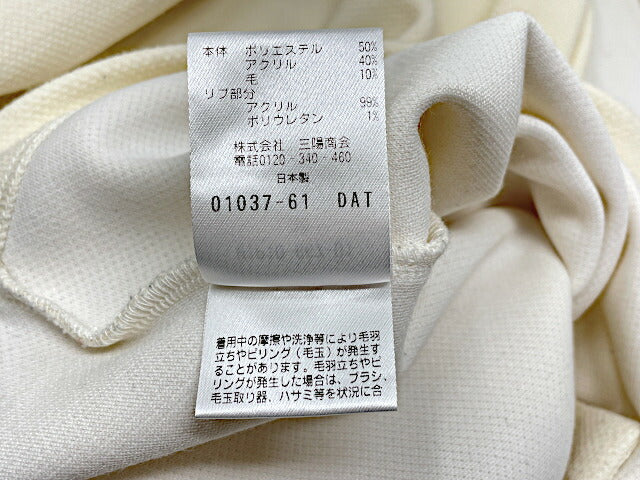 本体 ポリエステル 50%
アクリル 40%
毛 10%
リブ部分
アクリル 99%
ポリウレタン 1%
株式会社 三陽商会
電話0120-340-460
日本製
01037-61 DAT
着用中の摩擦や洗浄等により毛羽
立ちやピリング(毛玉)が発生す
ることがあります。毛羽立ちやピ
リングが発生した場合は、ブラシ、
毛玉取り器、ハサミ等を状況に合